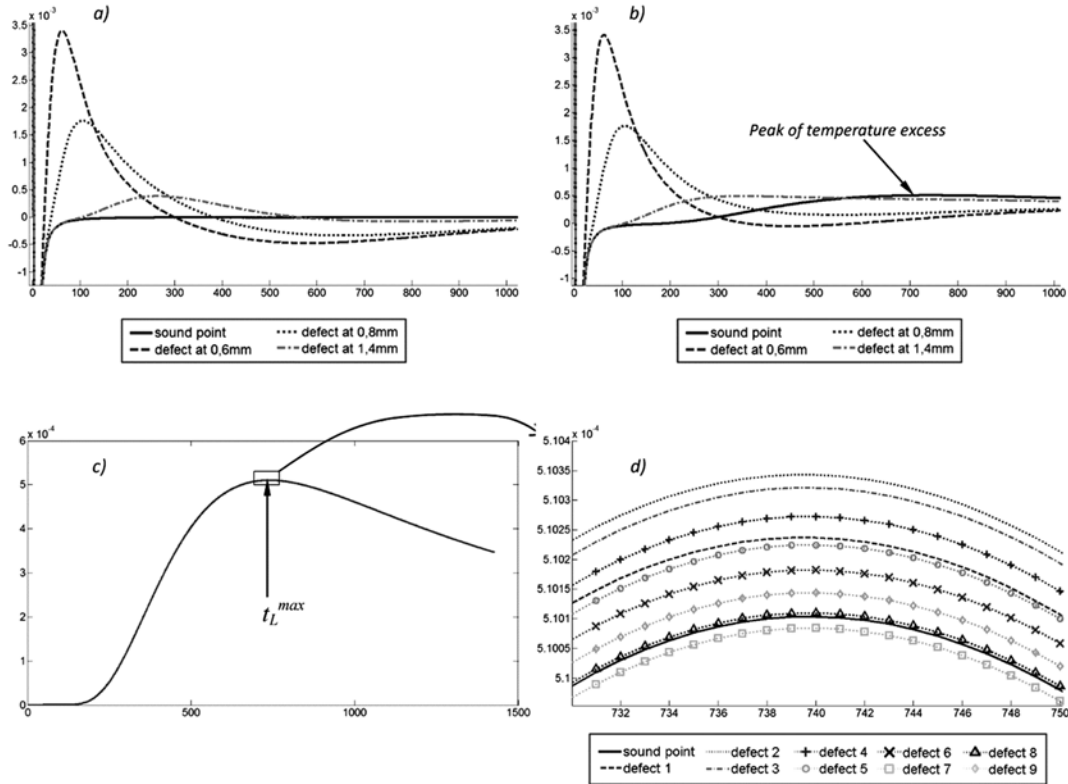 a)
x 10⁻³
3.5
3
2.5
2
1.5
1
0.5
0
-0.5
-1
0 100 200 300 400 500 600 700 800 900 1000
sound point
defect at 0,6mm
defect at 0,8mm
defect at 1,4mm
b)
x 10⁻³
3.5
3
2.5
2
1.5
1
0.5
0
-0.5
-1
Peak of temperature excess
0 100 200 300 400 500 600 700 800 900 1000
sound point
defect at 0,6mm
defect at 0,8mm
defect at 1,4mm
c)
x 10⁻⁴
6
5
4
3
2
1
0
t_L^max
0 500 1000 1500
d)
x 10⁻⁴
5.104
5.1035
5.103
5.1025
5.102
5.1015
5.101
5.1005
5.1
732 734 736 738 740 742 744 746 748 750
sound point
defect 1
defect 2
defect 3
defect 4
defect 5
defect 6
defect 7
defect 8
defect 9